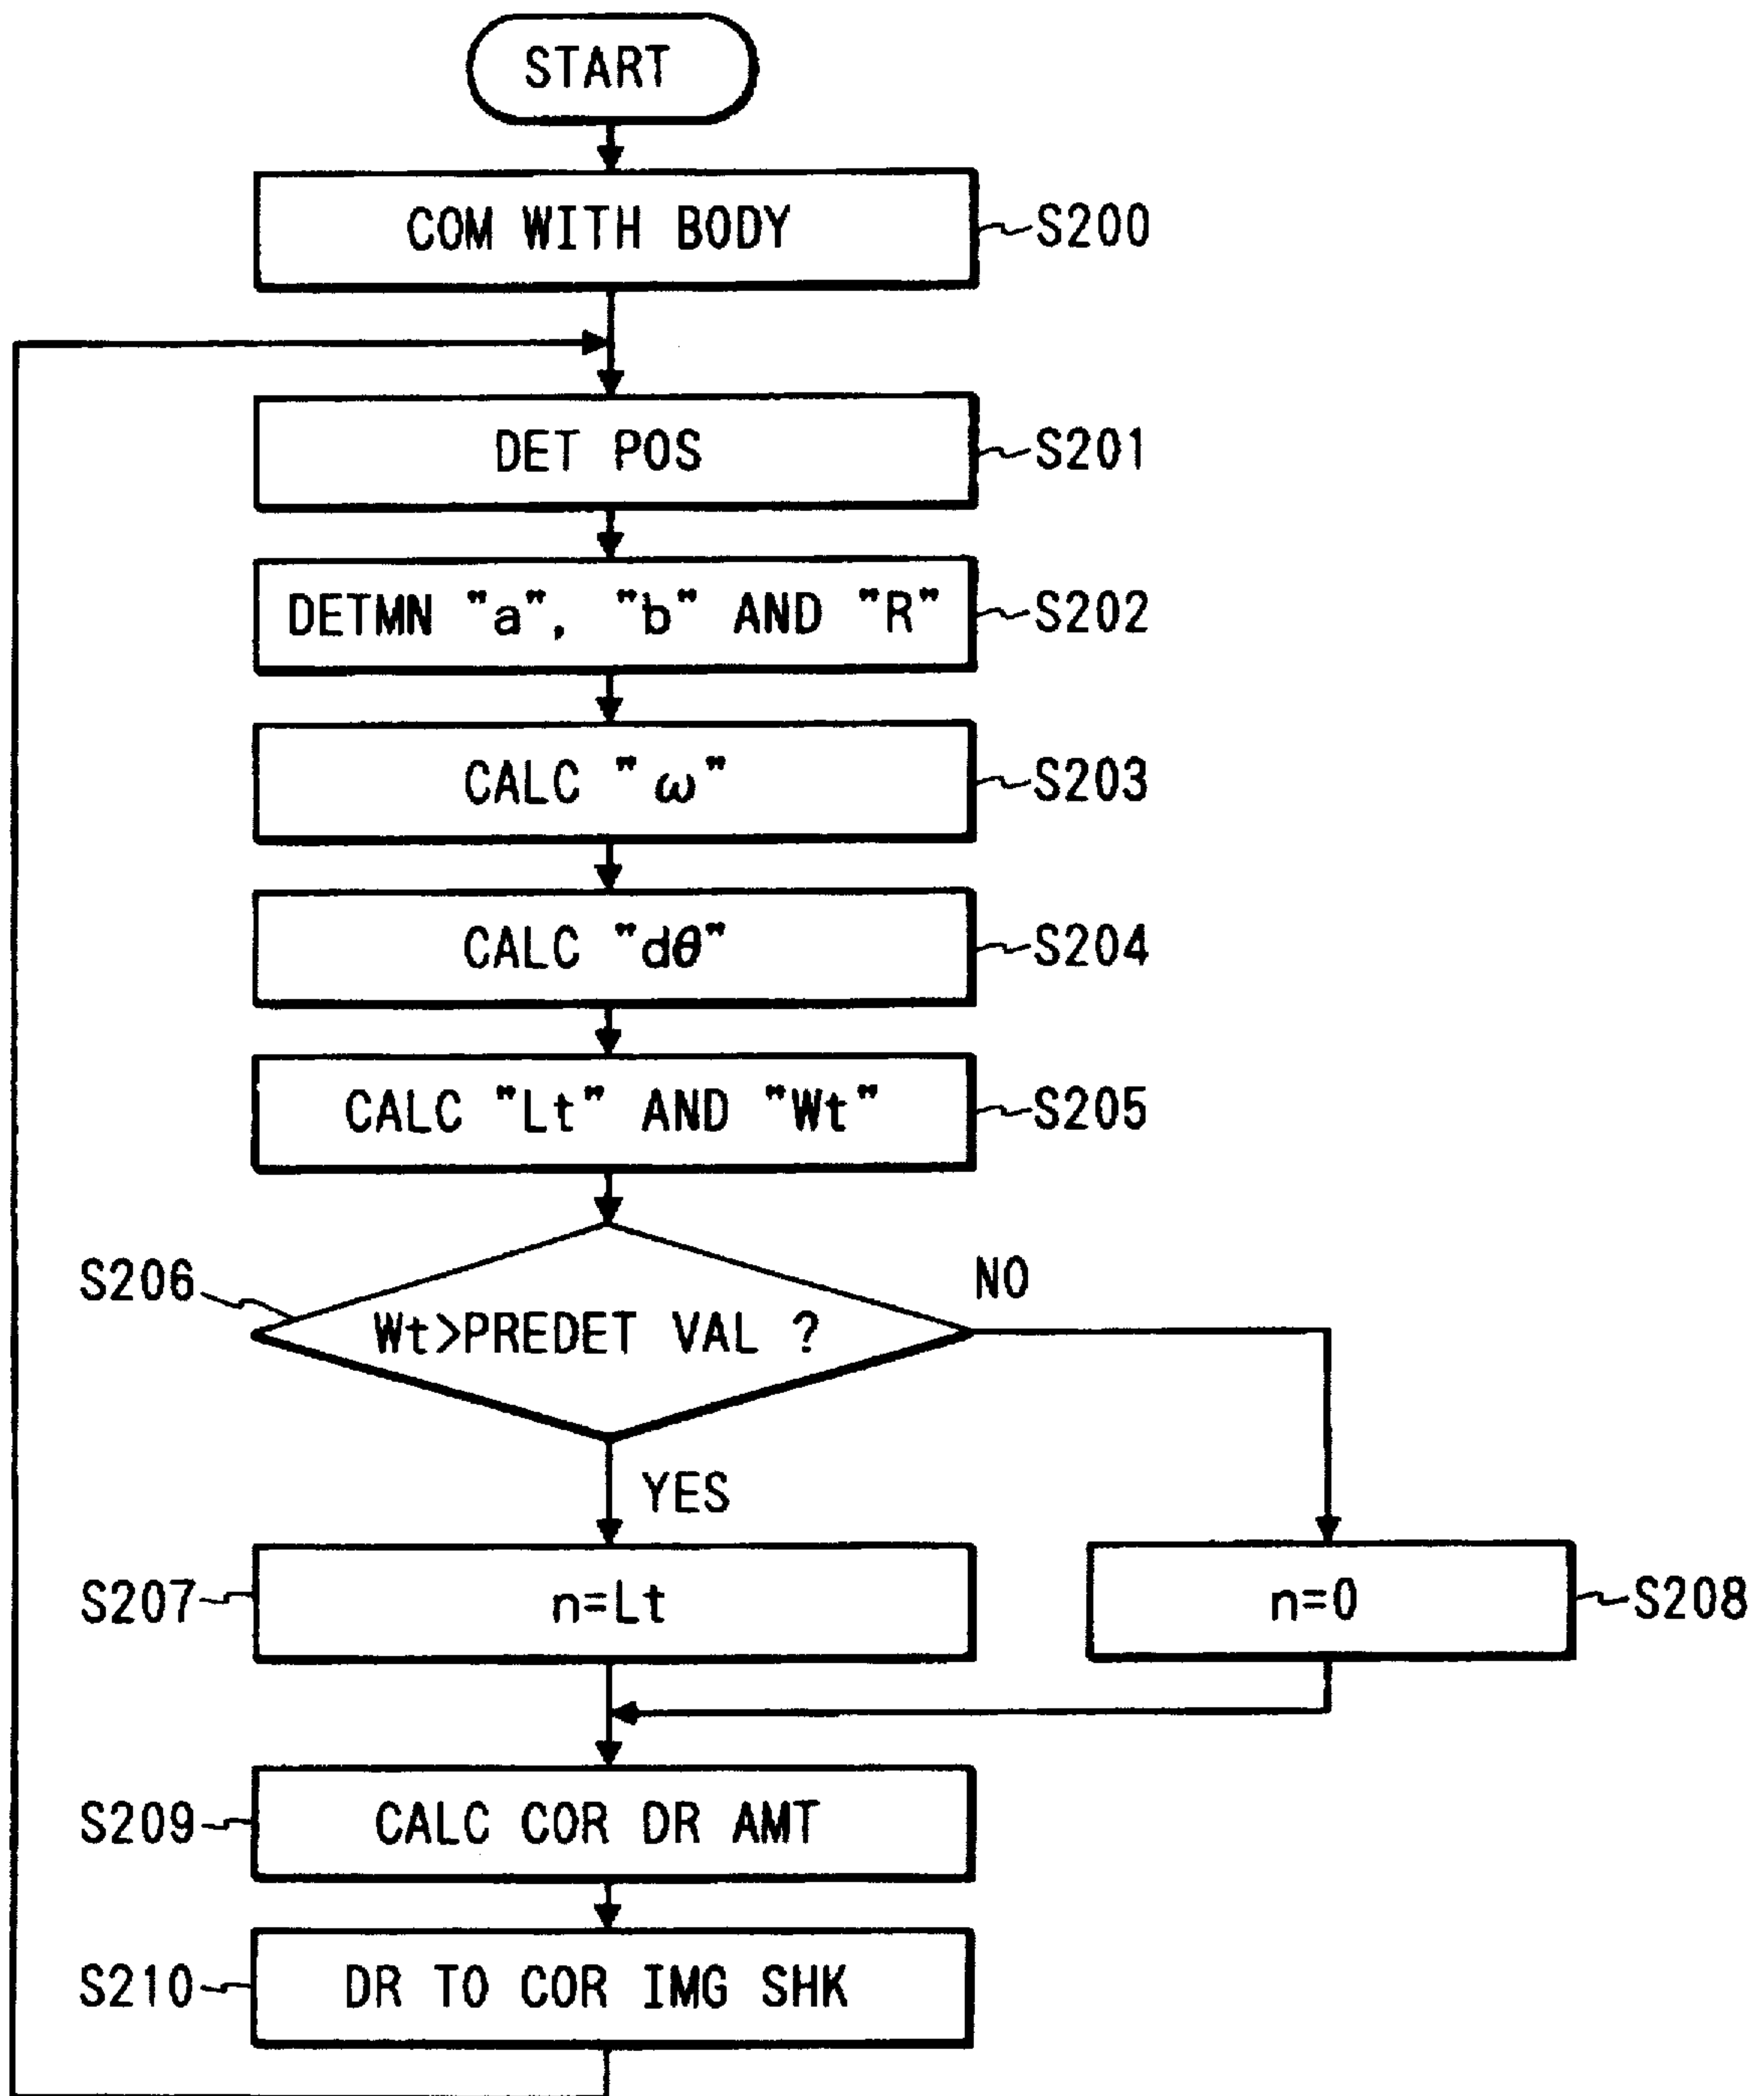 START
COM WITH BODY
S200
DET POS
S201
DETMN "a", "b" AND "R"
S202
CALC "ω"
S203
CALC "dθ"
S204
CALC "Lt" AND "Wt"
S205
S206
Wt>PREDET VAL ?
NO
YES
S207
n=Lt
n=0
S208
S209
CALC COR DR AMT
S210
DR TO COR IMG SHK